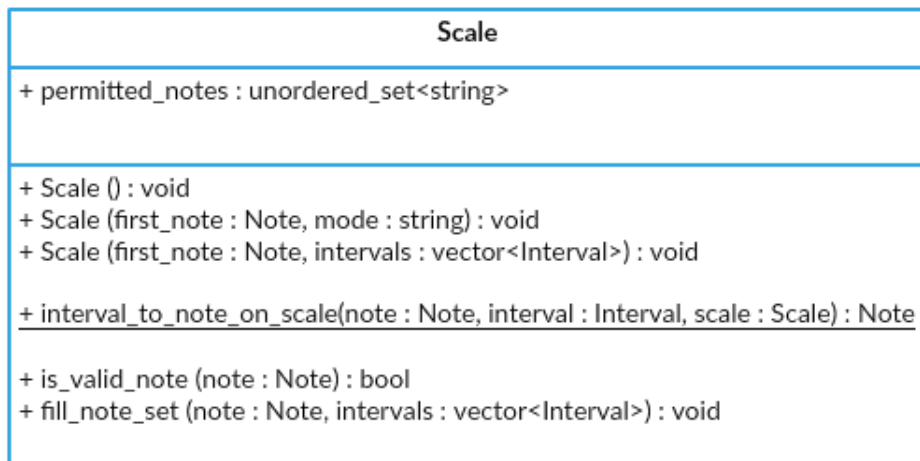 Scale
+ permitted_notes : unordered_set<string>
+ Scale () : void
+ Scale (first_note : Note, mode : string) : void
+ Scale (first_note : Note, intervals : vector<Interval>) : void
+ interval_to_note_on_scale(note : Note, interval : Interval, scale : Scale) : Note
+ is_valid_note (note : Note) : bool
+ fill_note_set (note : Note, intervals : vector<Interval>) : void